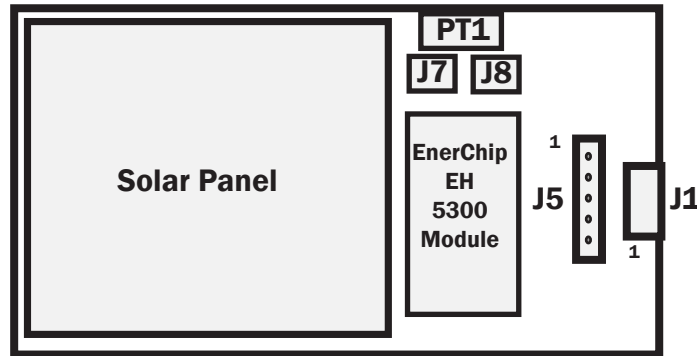 PT1
J7 J8
Solar Panel
EnerChip
EH
5300
Module
1
J5
J1
1